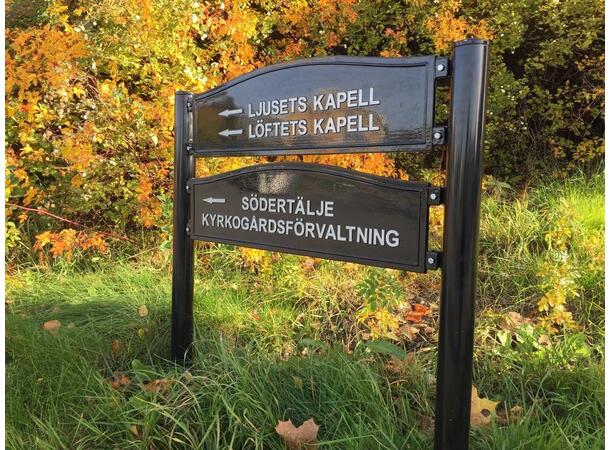 ← LJUSETS KAPELL
← LÖFTETS KAPELL
← SÖDERTÄLJE
KYRKOGÅRDSFÖRVALTNING